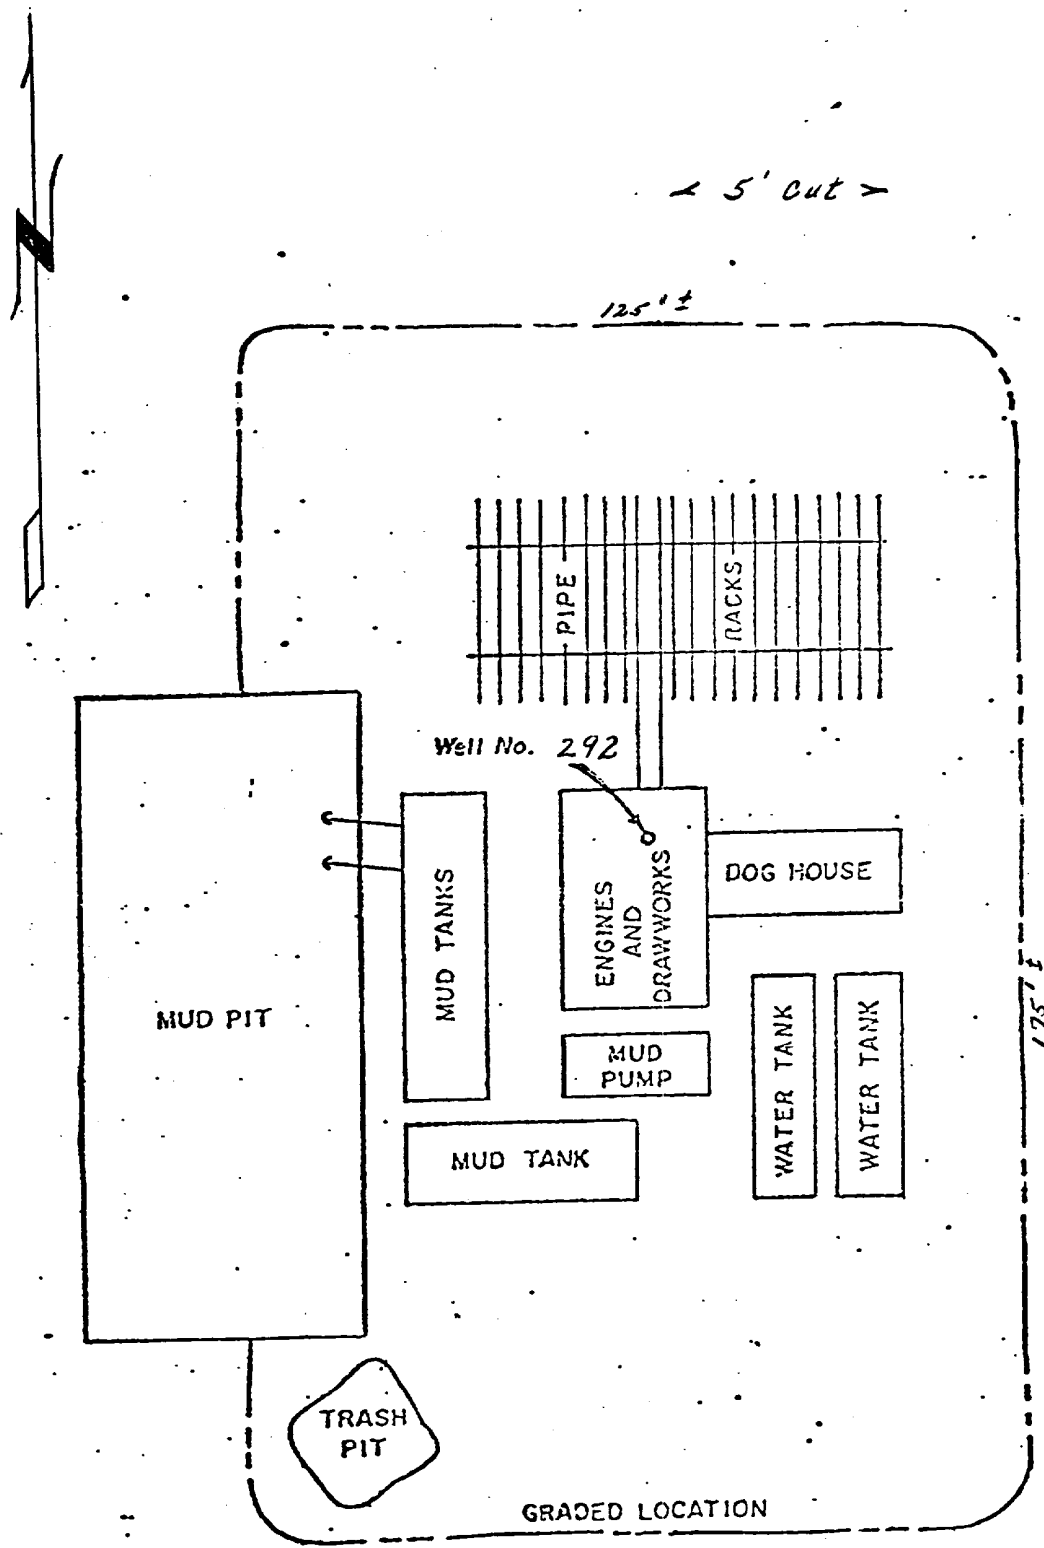 N
< 5' cut >
125' ±
PIPE
RACKS
Well No. 292
ENGINES
AND
DRAWWORKS
DOG HOUSE
MUD TANKS
MUD PIT
MUD
PUMP
WATER TANK
WATER TANK
175' ±
MUD TANK
TRASH
PIT
GRADED LOCATION